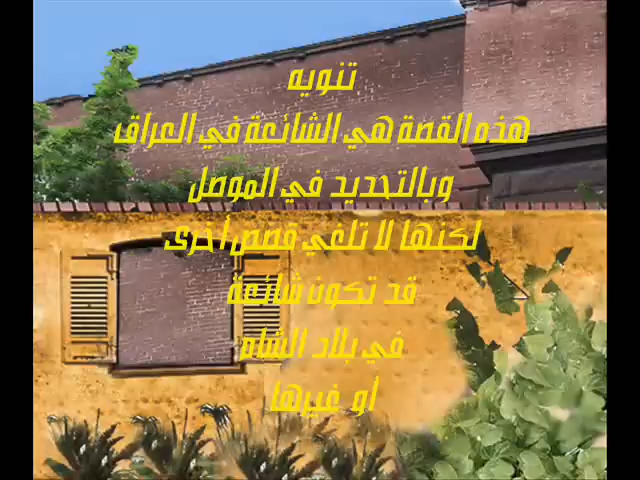 تنويه
هذه القصة هي الشائعة في العراق
وبالتحديد في الموصل
لكنها لا تلغي قصص أخرى
قد تكون شائعة
في بلاد الشام
أو غيرها